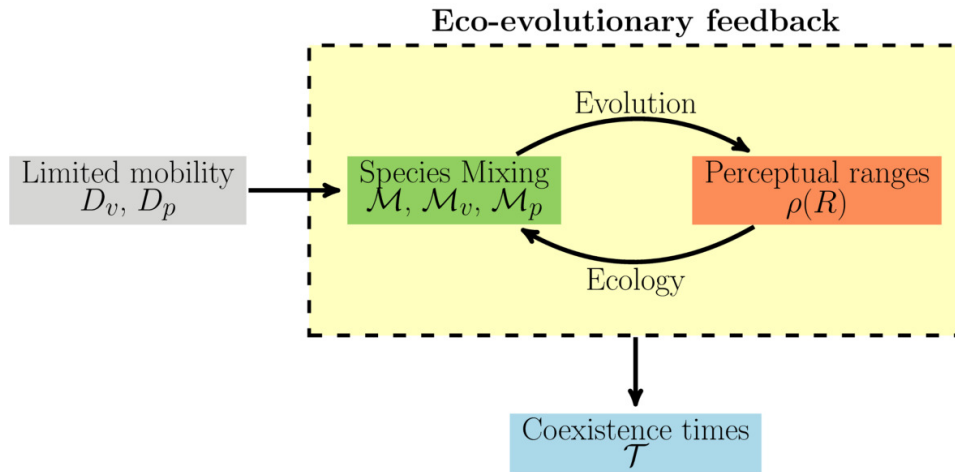 Eco-evolutionary feedback
Evolution
Limited mobility
D_v, D_p
Species Mixing
ℳ, ℳ_v, ℳ_p
Perceptual ranges
ρ(R)
Ecology
Coexistence times
𝒯